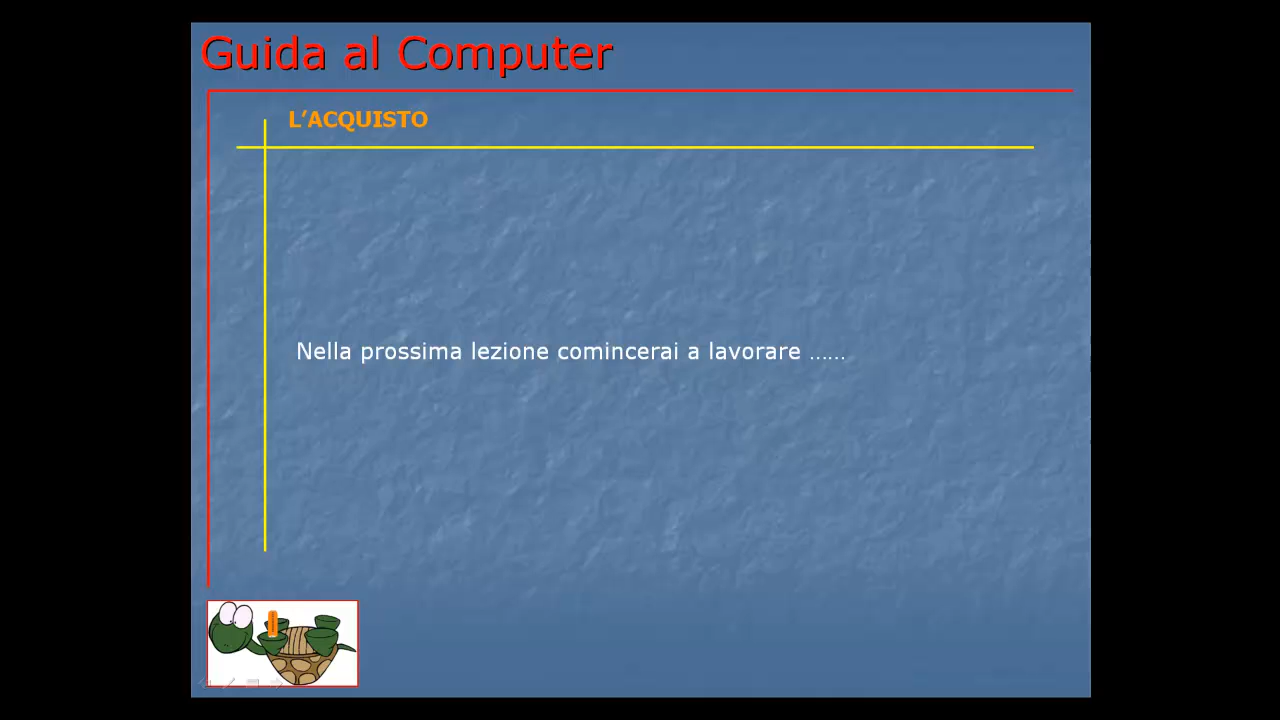 Guida al Computer
L’ACQUISTO
Nella prossima lezione comincerai a lavorare ……